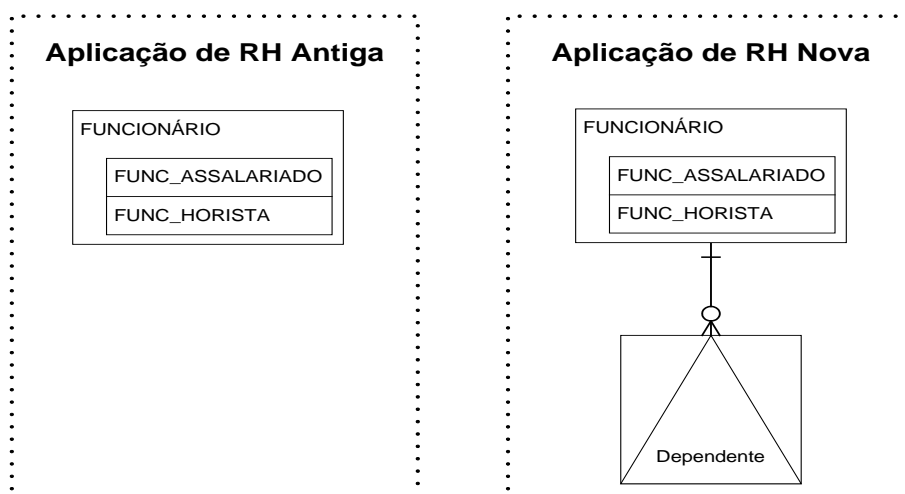 Aplicação de RH Antiga
FUNCIONÁRIO
FUNC_ASSALARIADO
FUNC_HORISTA
Aplicação de RH Nova
FUNCIONÁRIO
FUNC_ASSALARIADO
FUNC_HORISTA
Dependente